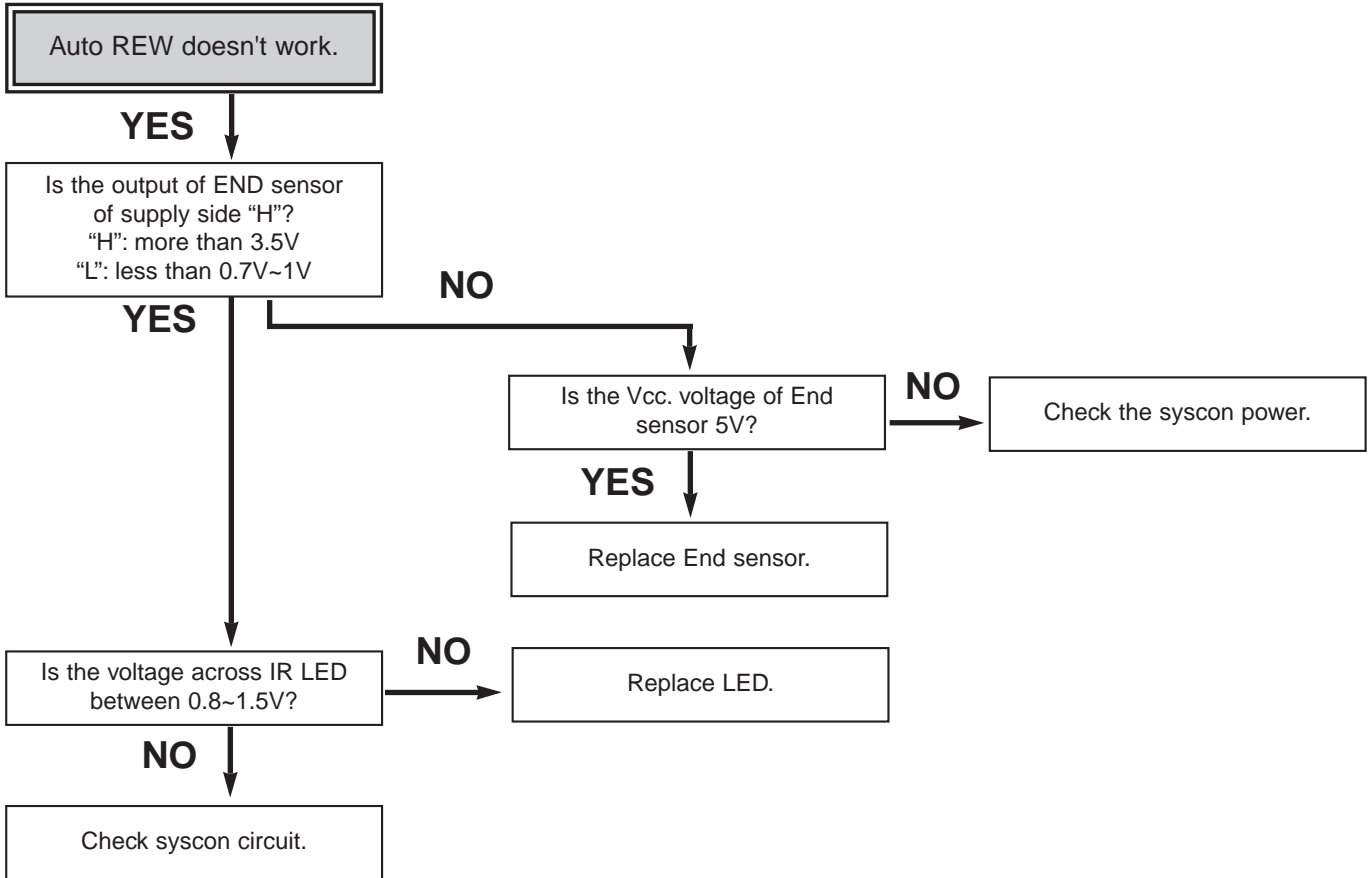 Auto REW doesn't work.
YES
Is the output of END sensor
of supply side “H”?
“H”: more than 3.5V
“L”: less than 0.7V~1V
YES
NO
Is the Vcc. voltage of End
sensor 5V?
NO
Check the syscon power.
YES
Replace End sensor.
Is the voltage across IR LED
between 0.8~1.5V?
NO
Replace LED.
NO
Check syscon circuit.